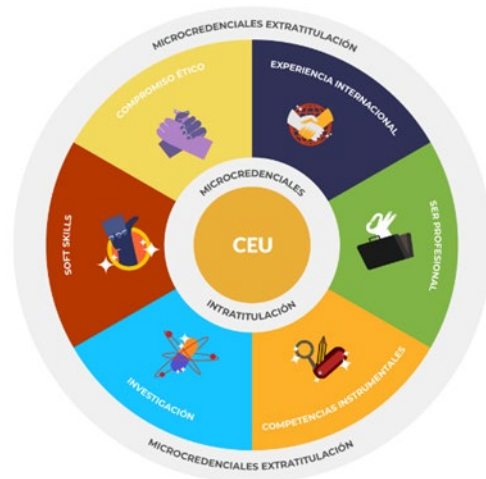 MICROCREDENCIALES EXTRATITULACIÓN
COMPROMISO ÉTICO
EXPERIENCIA INTERNACIONAL
MICROCREDENCIALES
SOFT SKILLS
CEU
SER PROFESIONAL
INTRATITULACIÓN
INVESTIGACIÓN
COMPETENCIAS INSTRUMENTALES
MICROCREDENCIALES EXTRATITULACIÓN